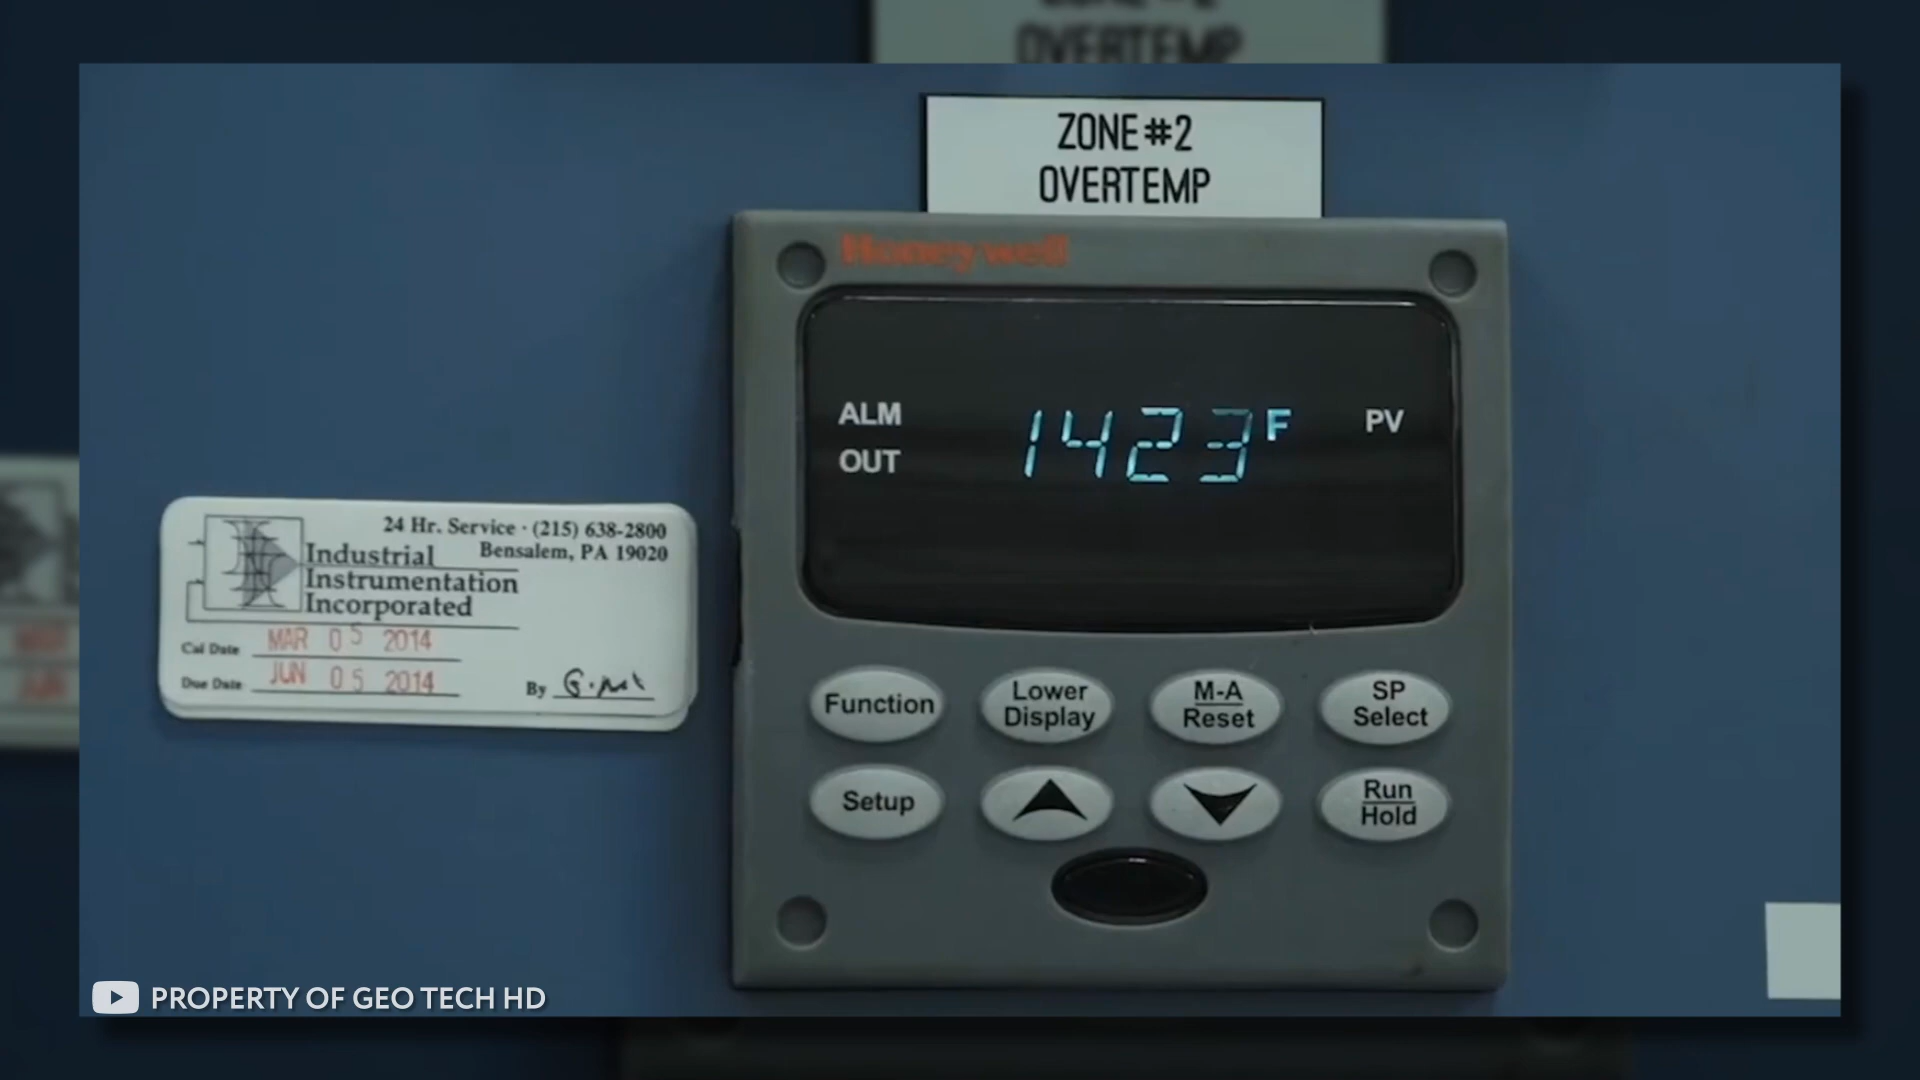 OVERTEMP
ZONE #2
OVERTEMP
Honeywell
ALM
OUT
1423 F
PV
24 Hr. Service · (215) 638-2800
Bensalem, PA 19020
Industrial
Instrumentation
Incorporated
Cal Date MAR 05 2014
Due Date JUN 05 2014
By
Function
Lower
Display
M-A
Reset
SP
Select
Setup
Run
Hold
PROPERTY OF GEO TECH HD